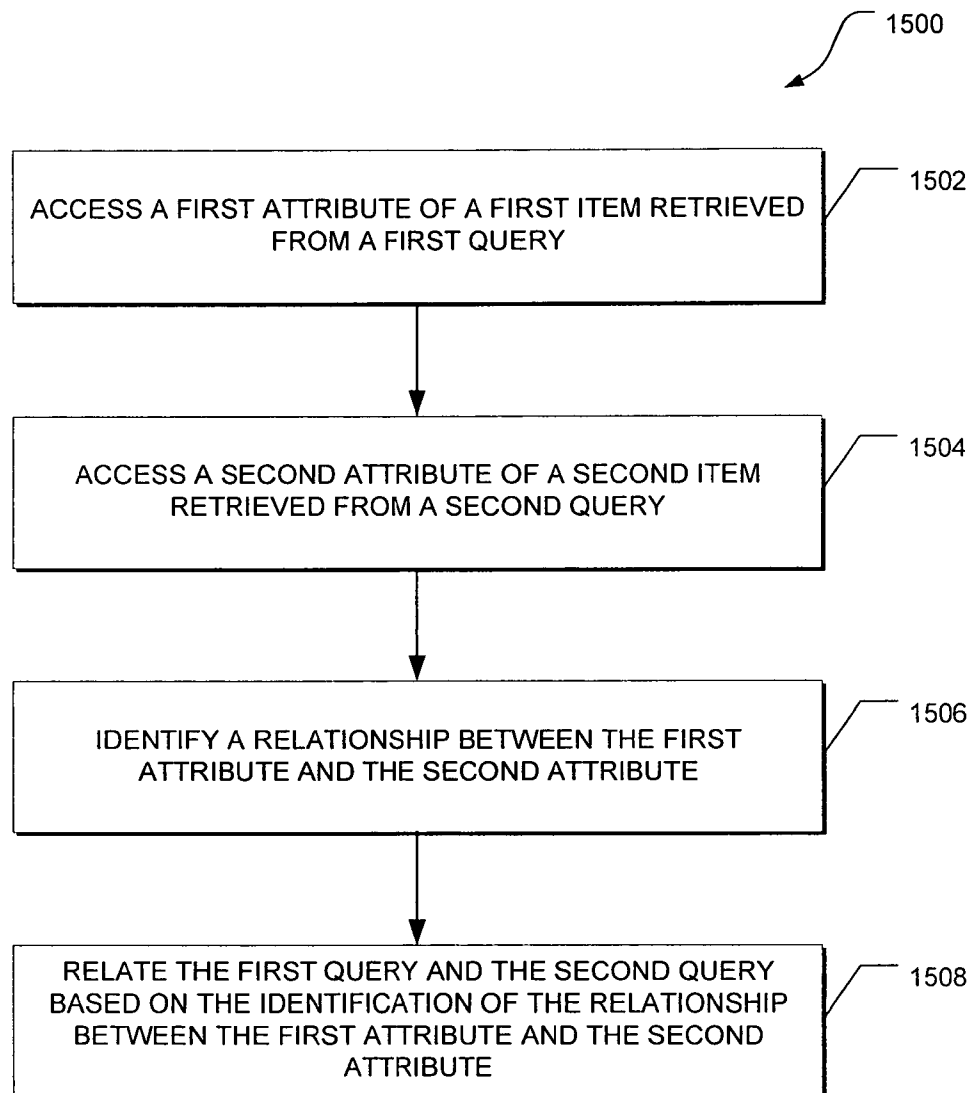 1500
ACCESS A FIRST ATTRIBUTE OF A FIRST ITEM RETRIEVED
FROM A FIRST QUERY
1502
ACCESS A SECOND ATTRIBUTE OF A SECOND ITEM
RETRIEVED FROM A SECOND QUERY
1504
IDENTIFY A RELATIONSHIP BETWEEN THE FIRST
ATTRIBUTE AND THE SECOND ATTRIBUTE
1506
RELATE THE FIRST QUERY AND THE SECOND QUERY
BASED ON THE IDENTIFICATION OF THE RELATIONSHIP
BETWEEN THE FIRST ATTRIBUTE AND THE SECOND
ATTRIBUTE
1508